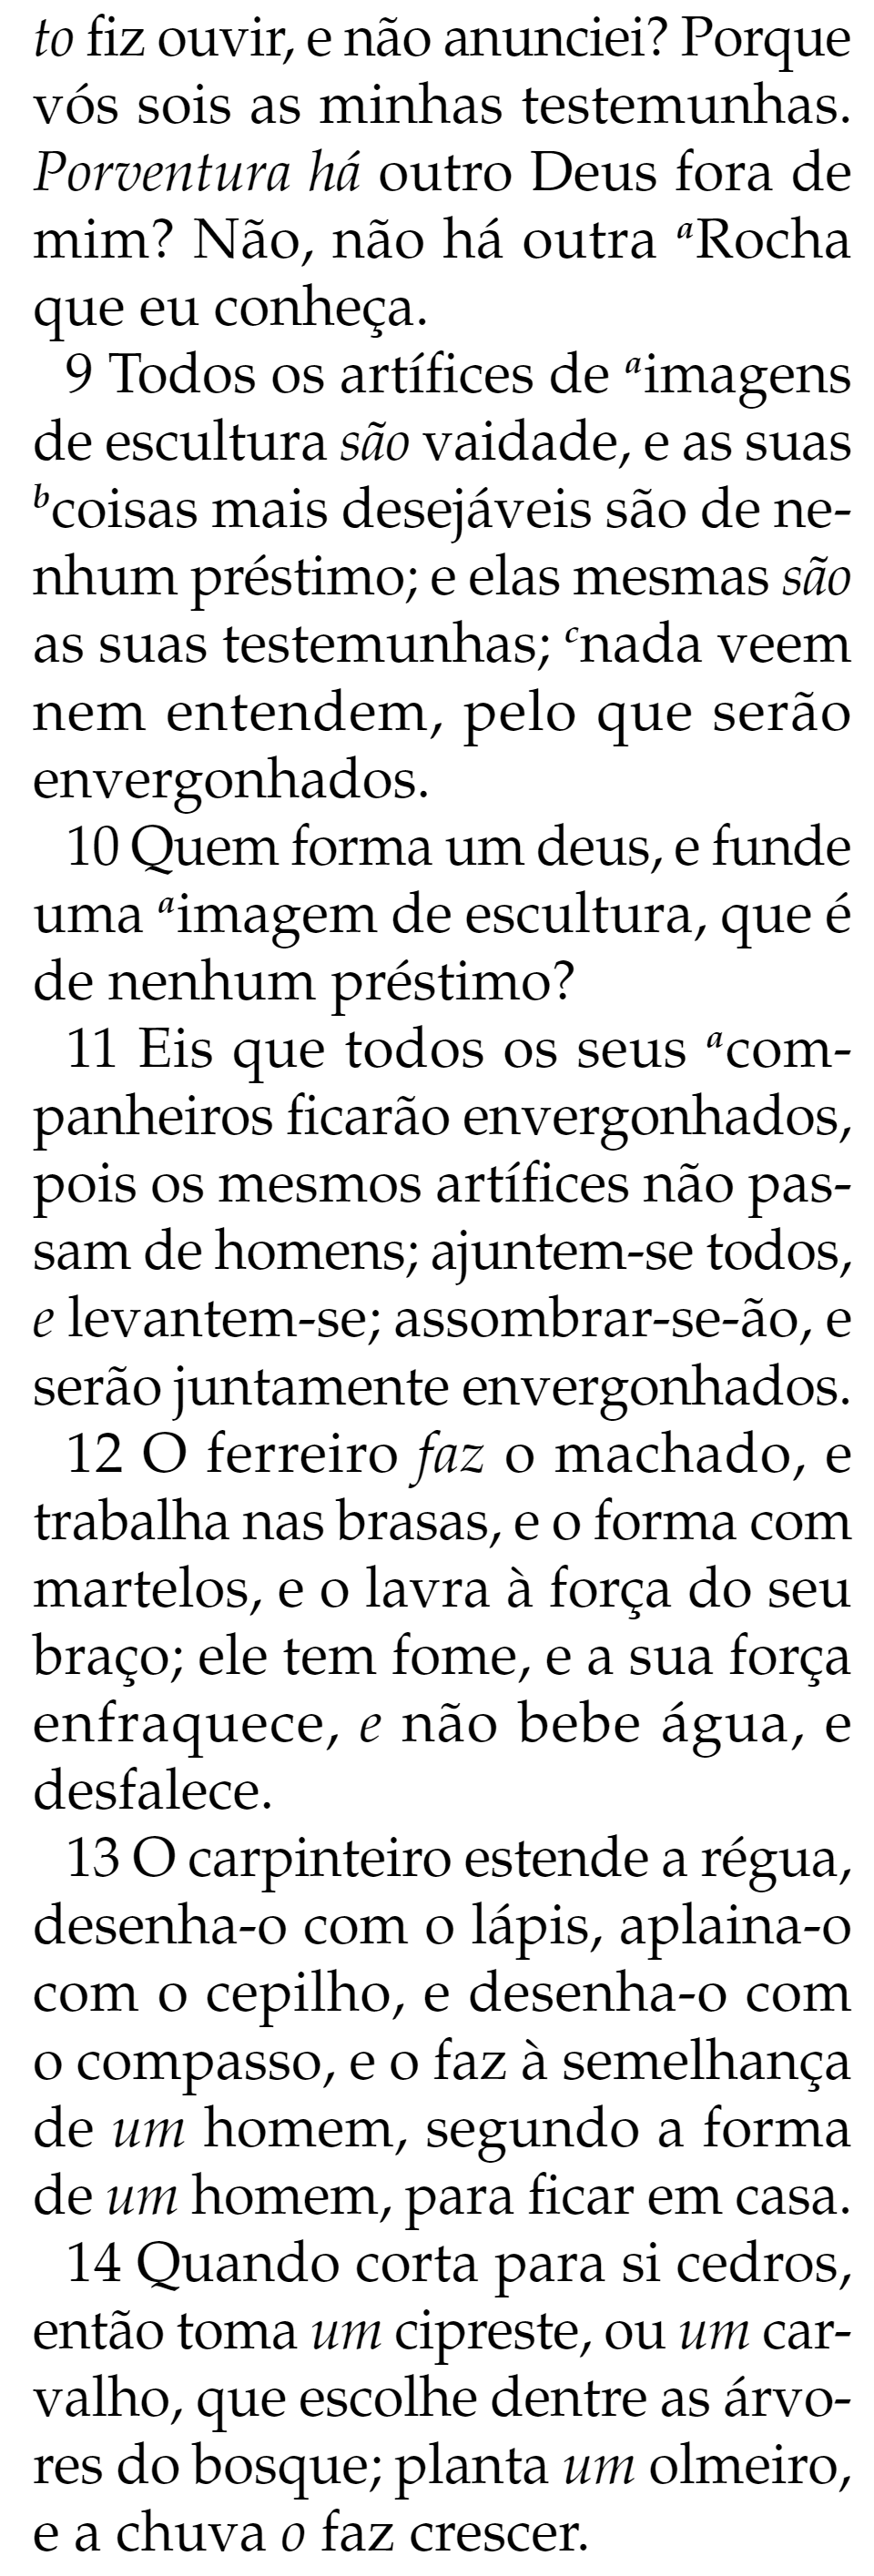 to fiz ouvir, e não anunciei? Porque
vós sois as minhas testemunhas.
Porventura há outro Deus fora de
mim? Não, não há outra aRocha
que eu conheça.
9 Todos os artífices de aimagens
de escultura são vaidade, e as suas
bcoisas mais desejáveis são de ne-
nhum préstimo; e elas mesmas são
as suas testemunhas; cnada veem
nem entendem, pelo que serão
envergonhados.
10 Quem forma um deus, e funde
uma aimagem de escultura, que é
de nenhum préstimo?
11 Eis que todos os seus acom-
panheiros ficarão envergonhados,
pois os mesmos artífices não pas-
sam de homens; ajuntem-se todos,
e levantem-se; assombrar-se-ão, e
serão juntamente envergonhados.
12 O ferreiro faz o machado, e
trabalha nas brasas, e o forma com
martelos, e o lavra à força do seu
braço; ele tem fome, e a sua força
enfraquece, e não bebe água, e
desfalece.
13 O carpinteiro estende a régua,
desenha-o com o lápis, aplaina-o
com o cepilho, e desenha-o com
o compasso, e o faz à semelhança
de um homem, segundo a forma
de um homem, para ficar em casa.
14 Quando corta para si cedros,
então toma um cipreste, ou um car-
valho, que escolhe dentre as árvo-
res do bosque; planta um olmeiro,
e a chuva o faz crescer.